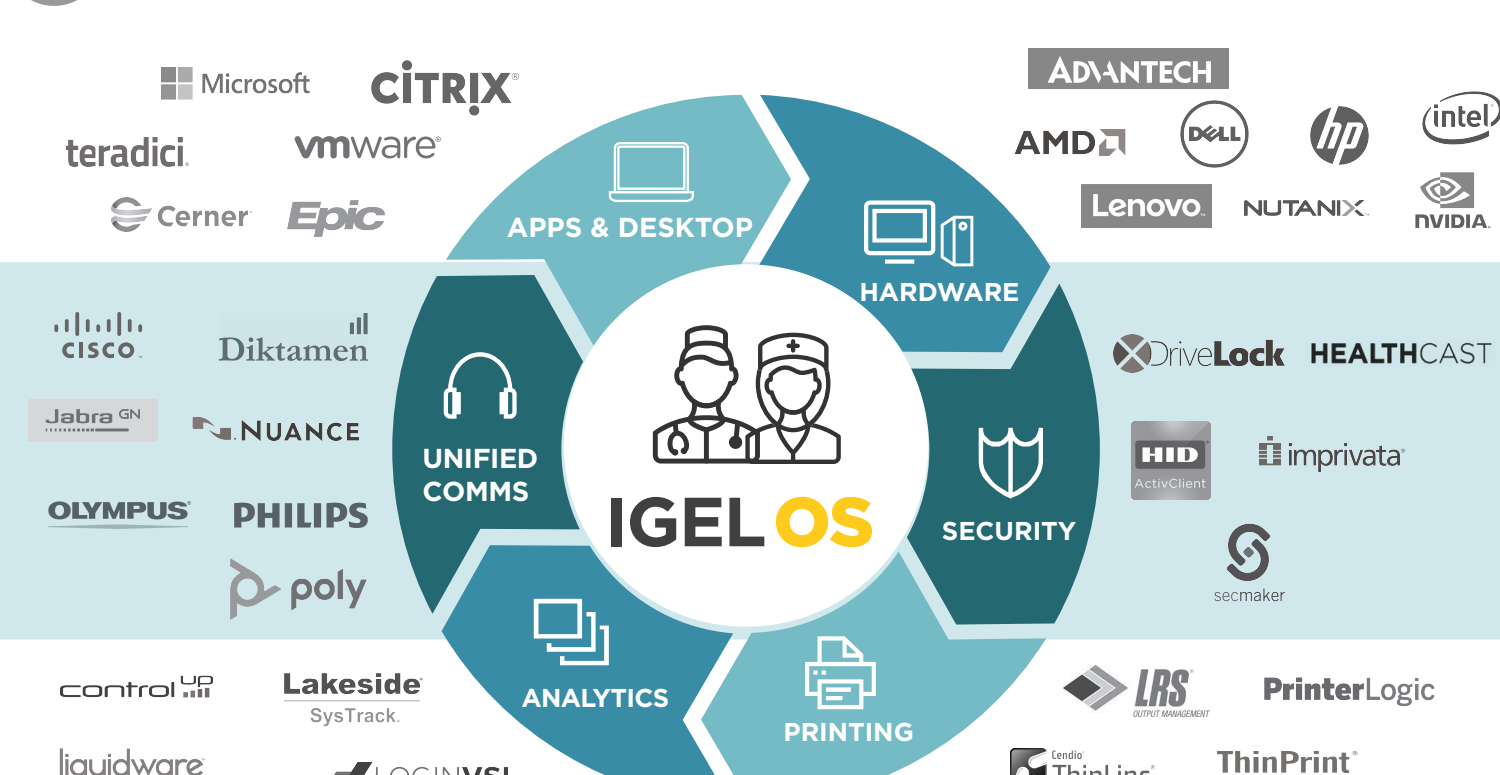 Microsoft
CiTRiX®
teradici.
vmware®
Cerner
Epic
APPS & DESKTOP
ADVANTECH
AMD
DELL
hp
intel
Lenovo.
NUTANIX
NVIDIA.
HARDWARE
CISCO
Diktamen
Jabra GN
NUANCE
OLYMPUS®
PHILIPS
poly
UNIFIED
COMMS
IGEL OS
DriveLock
HEALTHCAST
HID®
ActivClient
imprivata®
secmaker
SECURITY
control up
Lakeside®
SysTrack.
liquidware
LOGINVSI
ANALYTICS
PRINTING
LRS®
OUTPUT MANAGEMENT
PrinterLogic
Cendio®
ThinLinc®
ThinPrint®